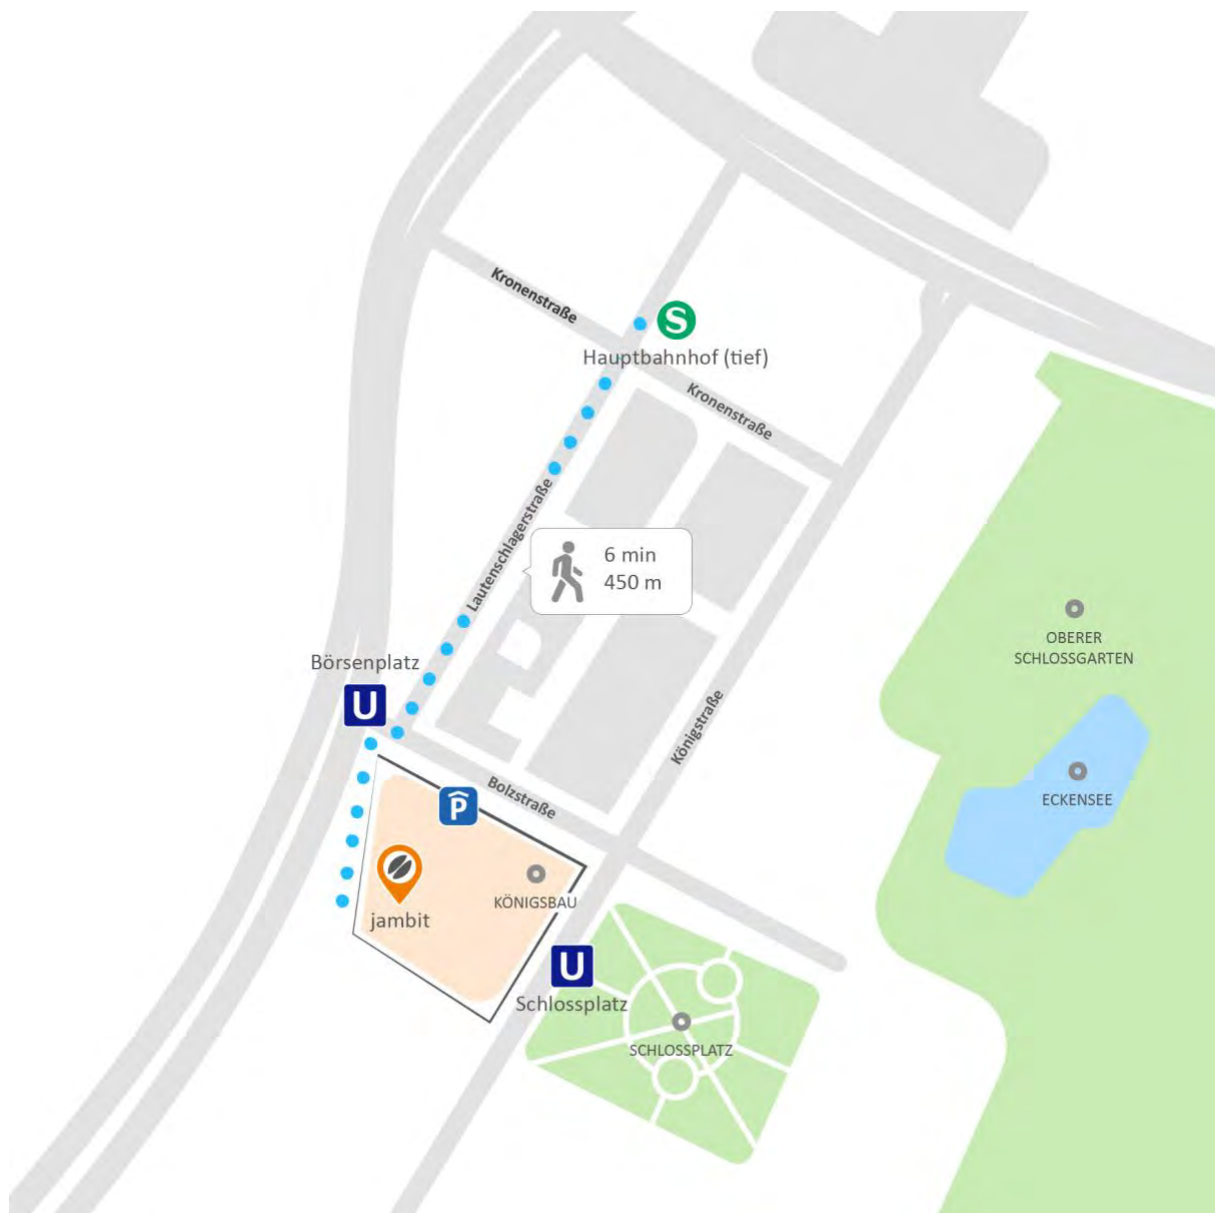 Kronenstraße
S
Hauptbahnhof (tief)
Kronenstraße
Lautenschlagerstraße
6 min
450 m
OBERER
SCHLOSSGARTEN
Börsenplatz
U
Königstraße
ECKENSEE
Bolzstraße
P
KÖNIGSBAU
jambit
U
Schlossplatz
SCHLOSSPLATZ